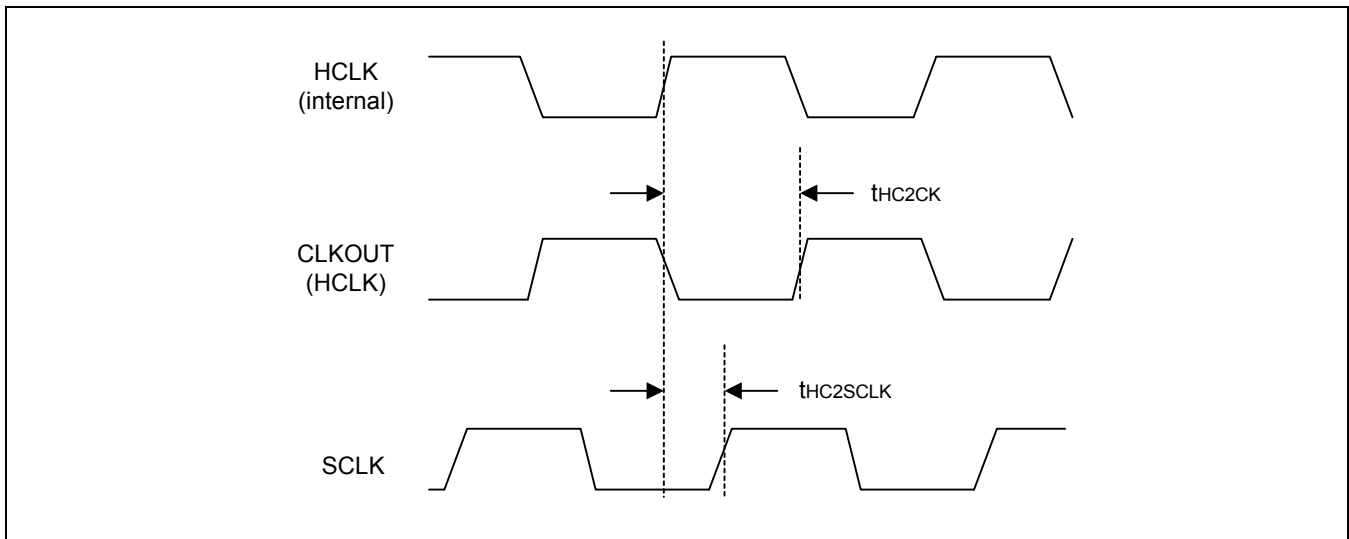 HCLK
(internal)
tHC2CK
CLKOUT
(HCLK)
tHC2SCLK
SCLK